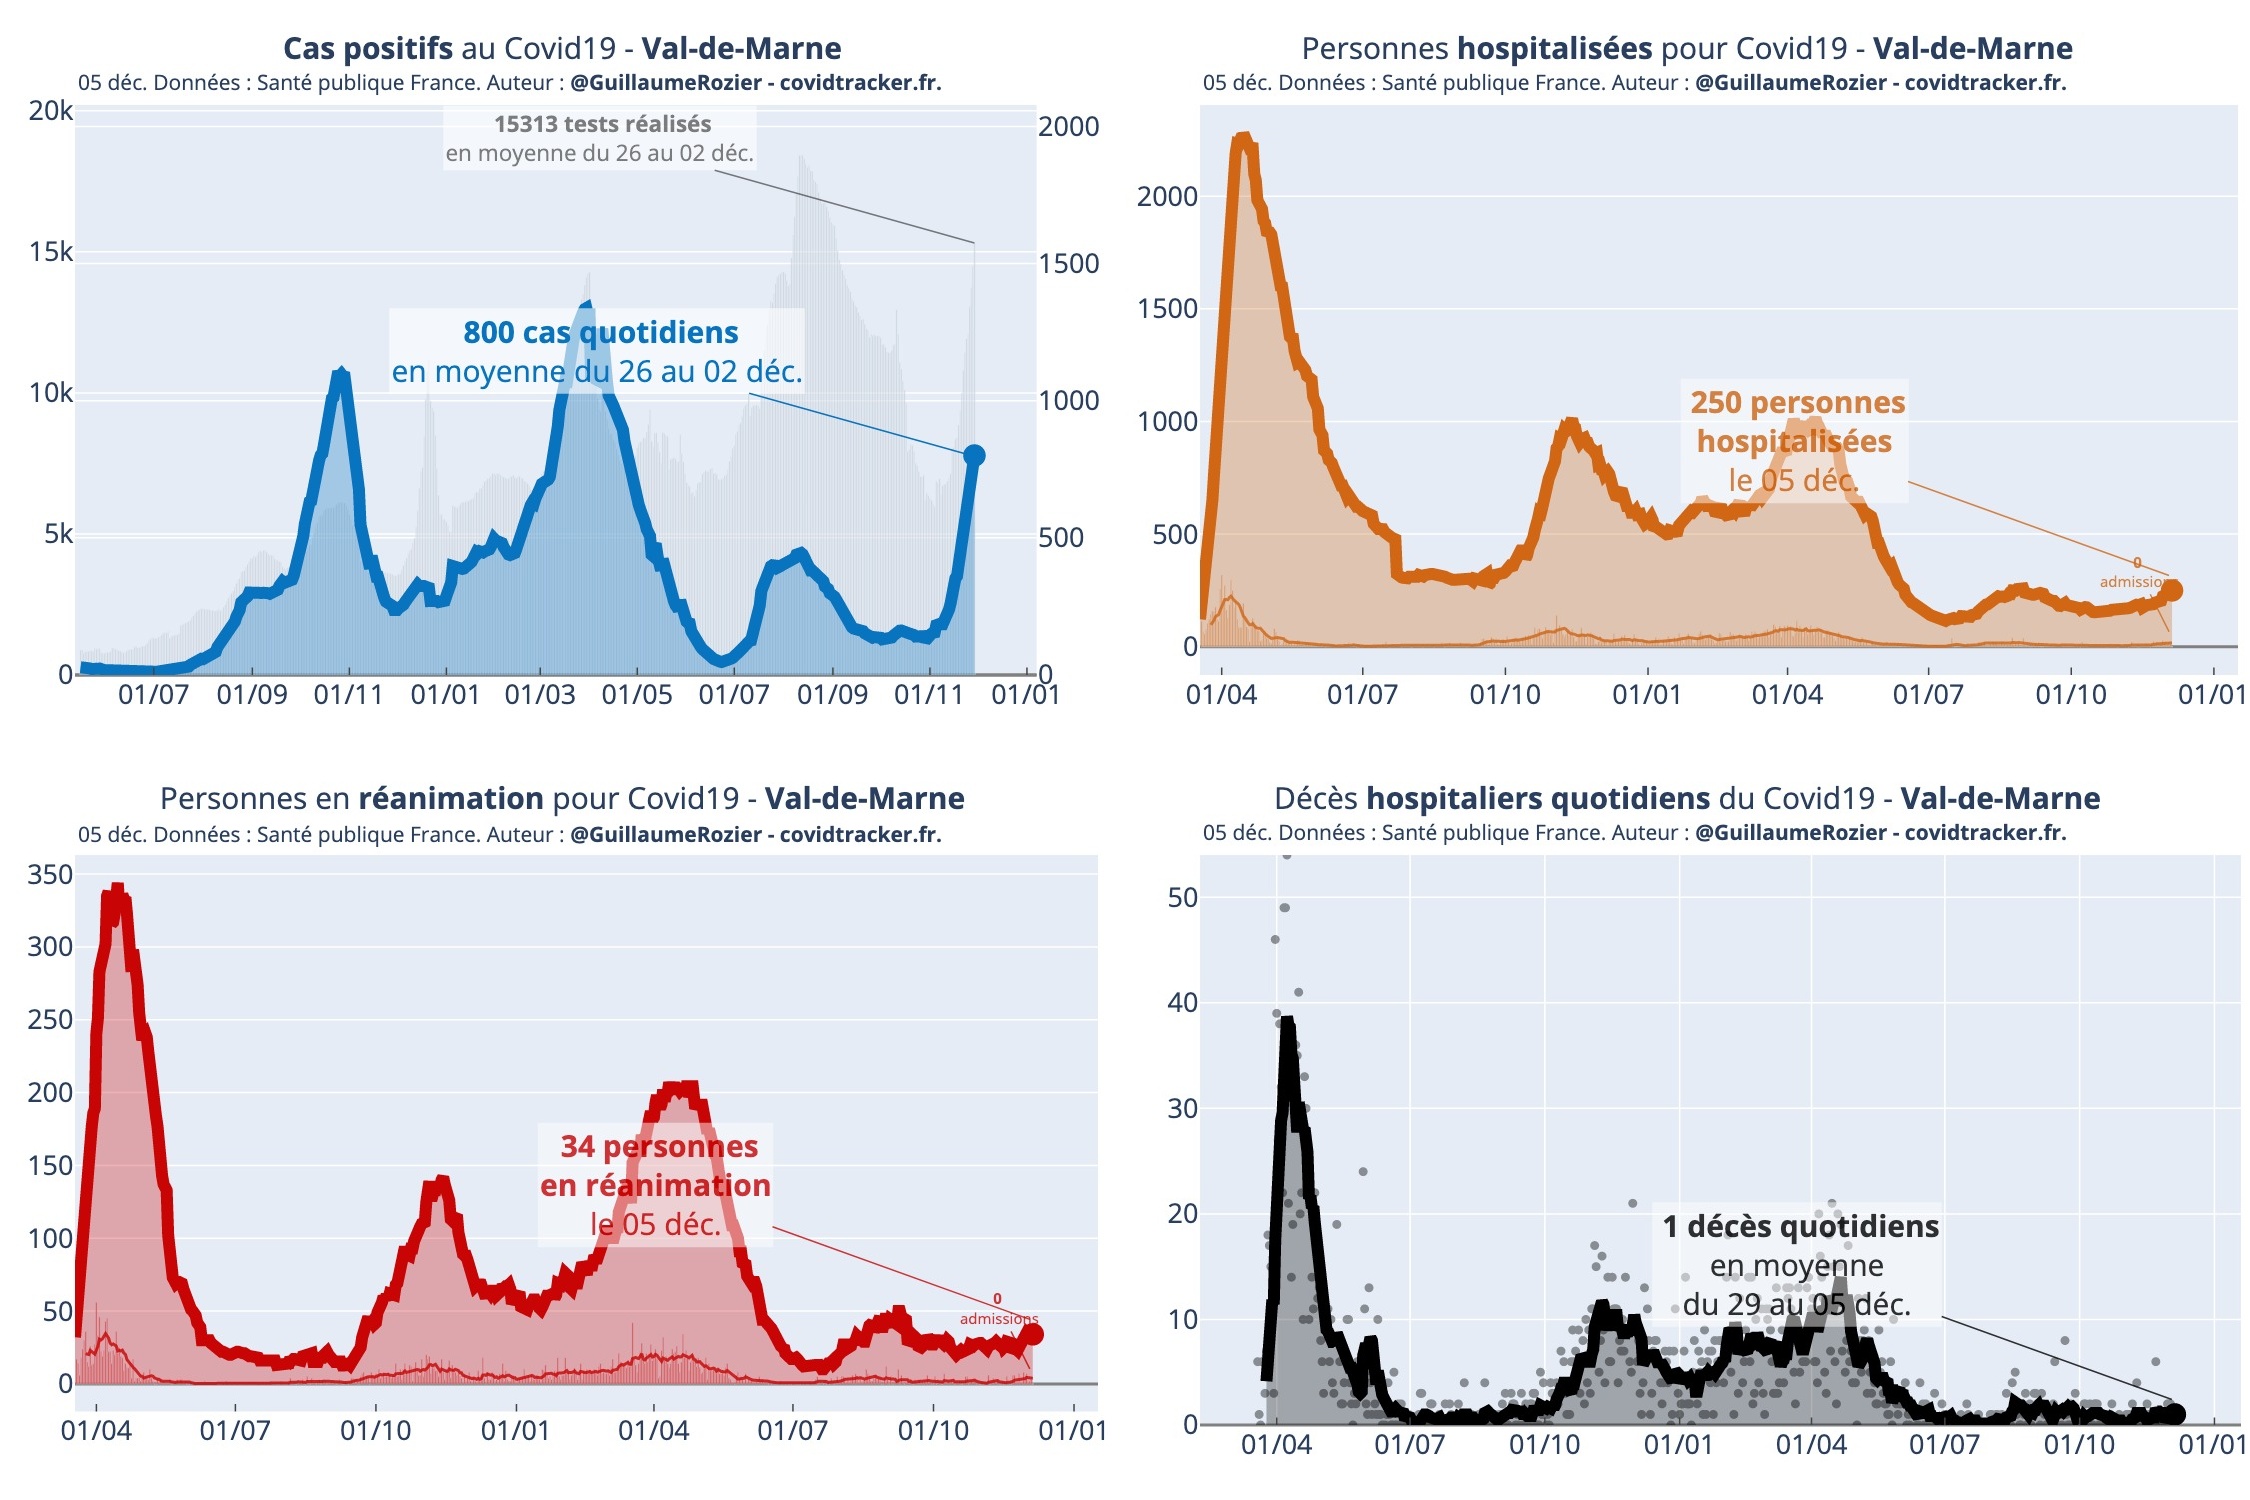 Cas positifs au Covid19 - Val-de-Marne
05 déc. Données : Santé publique France. Auteur : @GuillaumeRozier - covidtracker.fr.
20k
15k
10k
5k
0
2000
1500
1000
500
0
15313 tests réalisés
en moyenne du 26 au 02 déc.
800 cas quotidiens
en moyenne du 26 au 02 déc.
01/07 01/09 01/11 01/01 01/03 01/05 01/07 01/09 01/11 01/01
Personnes hospitalisées pour Covid19 - Val-de-Marne
05 déc. Données : Santé publique France. Auteur : @GuillaumeRozier - covidtracker.fr.
2000
1500
1000
500
0
250 personnes
hospitalisées
le 05 déc.
0
admissions
01/04 01/07 01/10 01/01 01/04 01/07 01/10 01/01
Personnes en réanimation pour Covid19 - Val-de-Marne
05 déc. Données : Santé publique France. Auteur : @GuillaumeRozier - covidtracker.fr.
350
300
250
200
150
100
50
0
34 personnes
en réanimation
le 05 déc.
0
admissions
01/04 01/07 01/10 01/01 01/04 01/07 01/10 01/01
Décès hospitaliers quotidiens du Covid19 - Val-de-Marne
05 déc. Données : Santé publique France. Auteur : @GuillaumeRozier - covidtracker.fr.
50
40
30
20
10
0
1 décès quotidiens
en moyenne
du 29 au 05 déc.
01/04 01/07 01/10 01/01 01/04 01/07 01/10 01/01